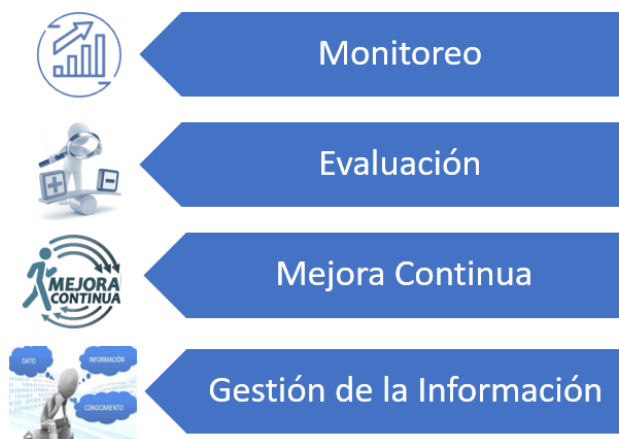 Monitoreo
Evaluación
MEJORA
CONTINUA
Mejora Continua
DATO
INFORMACIÓN
CONOCIMIENTO
Gestión de la Información